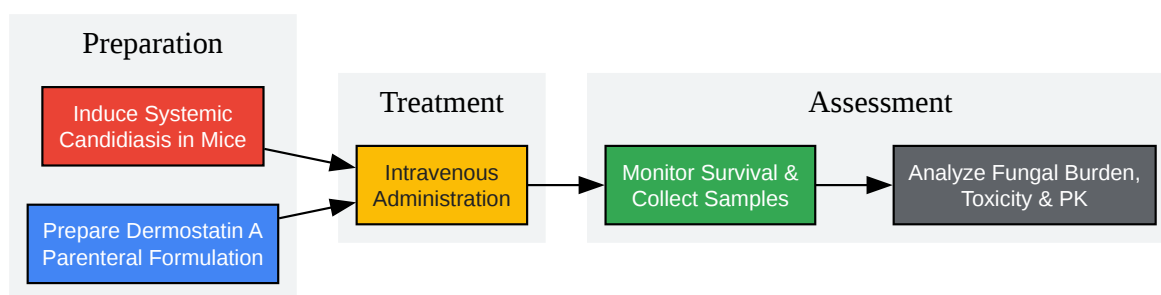 Preparation
Induce Systemic
Candidiasis in Mice
Prepare Dermostatin A
Parenteral Formulation
Treatment
Intravenous
Administration
Assessment
Monitor Survival &
Collect Samples
Analyze Fungal Burden,
Toxicity & PK